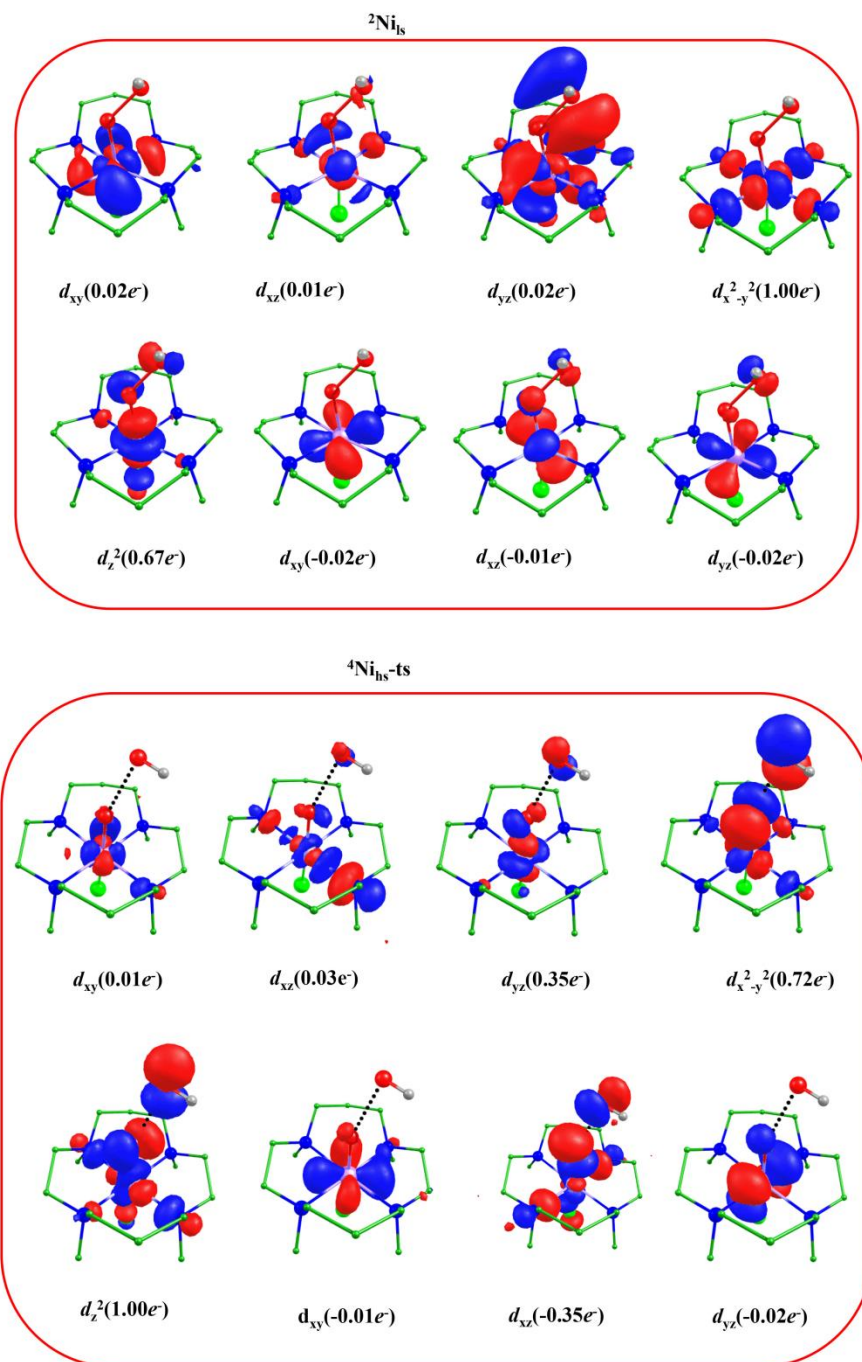 ²Ni_ls
d_xy(0.02e⁻) d_xz(0.01e⁻) d_yz(0.02e⁻) d_x²-y²(1.00e⁻)
d_z²(0.67e⁻) d_xy(-0.02e⁻) d_xz(-0.01e⁻) d_yz(-0.02e⁻)
⁴Ni_hs-ts
d_xy(0.01e⁻) d_xz(0.03e⁻) d_yz(0.35e⁻) d_x²-y²(0.72e⁻)
d_z²(1.00e⁻) d_xy(-0.01e⁻) d_xz(-0.35e⁻) d_yz(-0.02e⁻)